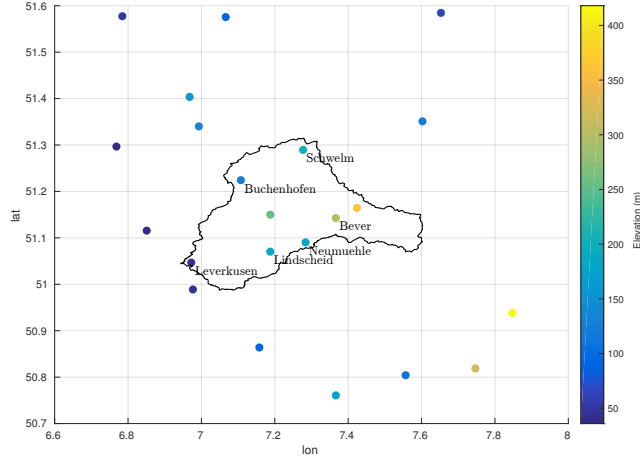 51.6
51.5
51.4
51.3
51.2
51.1
51
50.9
50.8
50.7
lat
6.6
6.8
7
7.2
7.4
7.6
7.8
8
lon
Schwelm
Buchenhofen
Bever
Neumuehle
Lindscheid
Leverkusen
400
350
300
250
200
150
100
50
Elevation (m)